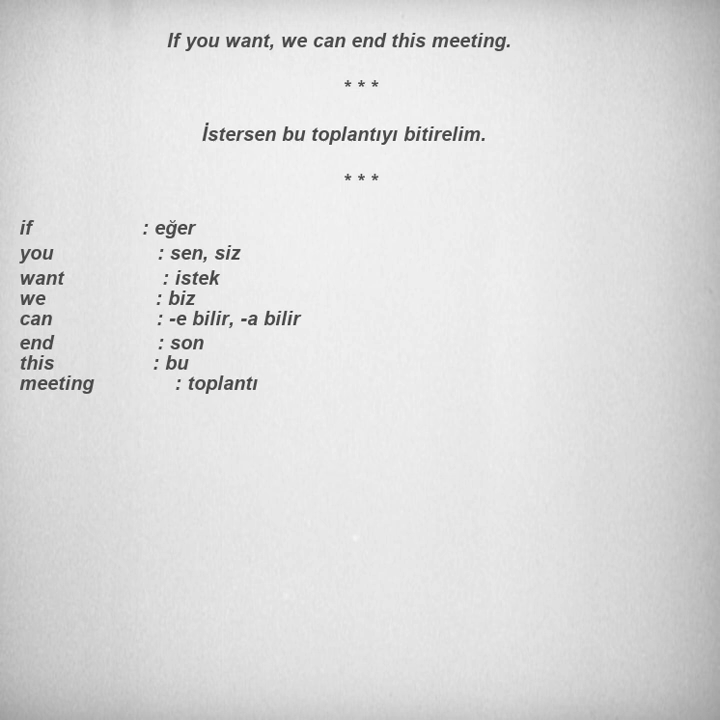 If you want, we can end this meeting.
* * *
İstersen bu toplantıyı bitirelim.
* * *
if : eğer
you : sen, siz
want : istek
we : biz
can : -e bilir, -a bilir
end : son
this : bu
meeting : toplantı